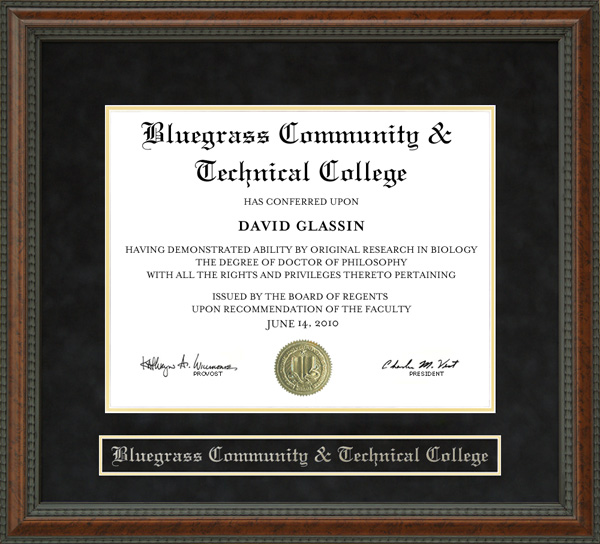 Bluegrass Community &
Technical College
HAS CONFERRED UPON
DAVID GLASSIN
HAVING DEMONSTRATED ABILITY BY ORIGINAL RESEARCH IN BIOLOGY
THE DEGREE OF DOCTOR OF PHILOSOPHY
WITH ALL THE RIGHTS AND PRIVILEGES THERETO PERTAINING
ISSUED BY THE BOARD OF REGENTS
UPON RECOMMENDATION OF THE FACULTY
JUNE 14, 2010
Charles M. Vest
PROVOST
PRESIDENT
Bluegrass Community & Technical College